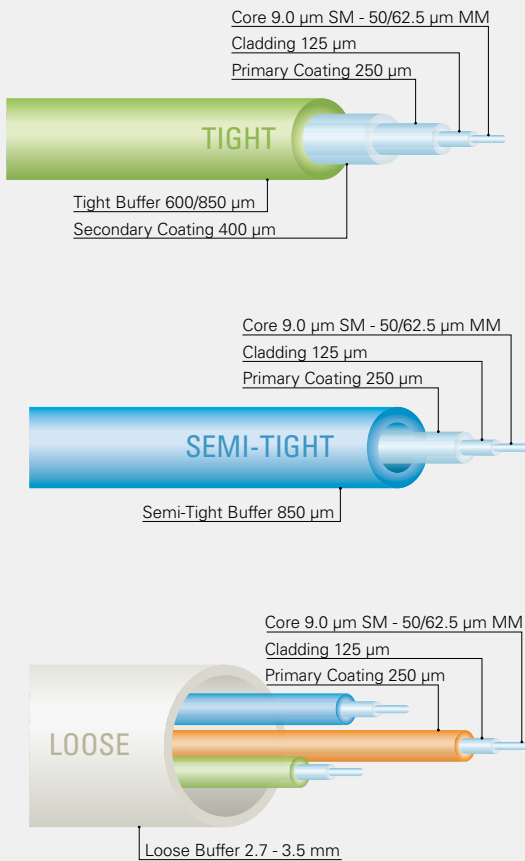 Core 9.0 µm SM - 50/62.5 µm MM
Cladding 125 µm
Primary Coating 250 µm
TIGHT
Tight Buffer 600/850 µm
Secondary Coating 400 µm
Core 9.0 µm SM - 50/62.5 µm MM
Cladding 125 µm
Primary Coating 250 µm
SEMI-TIGHT
Semi-Tight Buffer 850 µm
Core 9.0 µm SM - 50/62.5 µm MM
Cladding 125 µm
Primary Coating 250 µm
LOOSE
Loose Buffer 2.7 - 3.5 mm